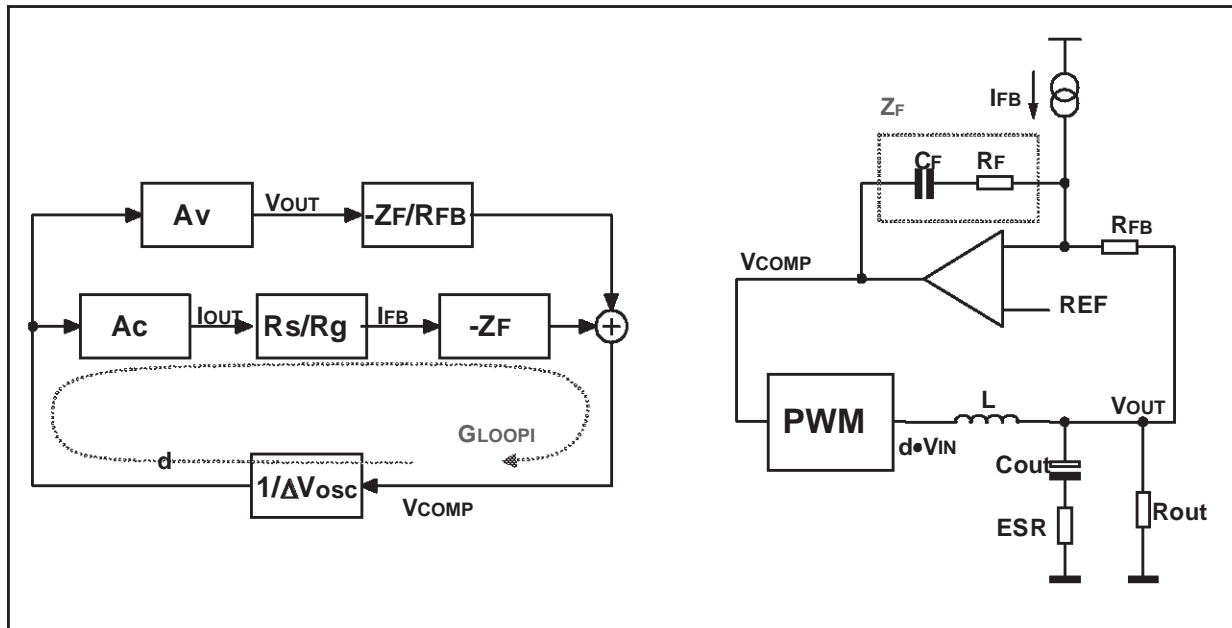 Av
VOUT
-ZF/RFB
Ac
IOUT
Rs/Rg
IFB
-ZF
+
GLOOPI
d
1/ΔVosc
VCOMP
IFB
ZF
CF
RF
RFB
VCOMP
REF
PWM
L
VOUT
d•VIN
Cout
ESR
Rout